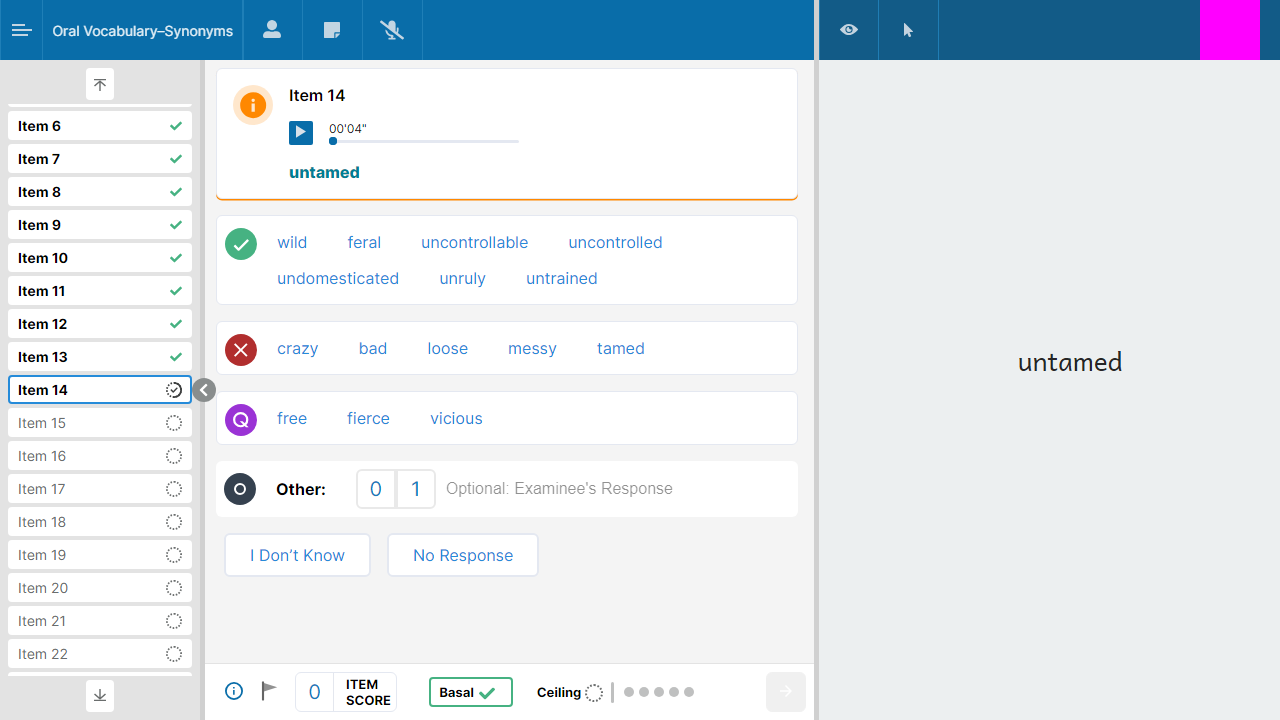 Oral Vocabulary–Synonyms
Item 6
Item 7
Item 8
Item 9
Item 10
Item 11
Item 12
Item 13
Item 14
Item 15
Item 16
Item 17
Item 18
Item 19
Item 20
Item 21
Item 22
Item 14
00'04"
untamed
wild feral uncontrollable uncontrolled
undomesticated unruly untrained
crazy bad loose messy tamed
Q free fierce vicious
Other: 0 1 Optional: Examinee's Response
I Don’t Know No Response
0 ITEM SCORE Basal Ceiling
untamed